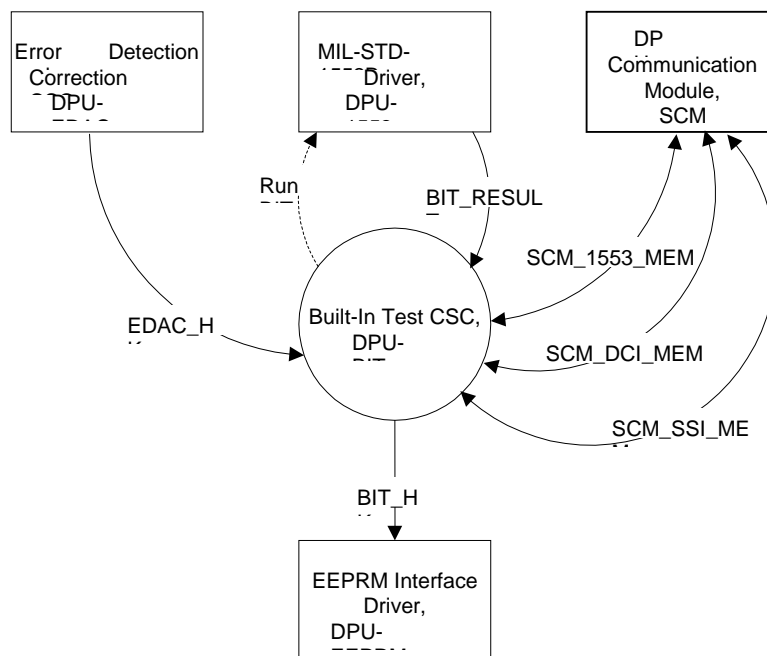 Error Detection
Correction
DPU-
MIL-STD-
Driver,
DPU-
DP
Communication
Module,
SCM
Run
BIT_RESUL
SCM_1553_MEM
EDAC_H
Built-In Test CSC,
DPU-
SCM_DCI_MEM
SCM_SSI_ME
BIT_H
EEPRM Interface
Driver,
DPU-